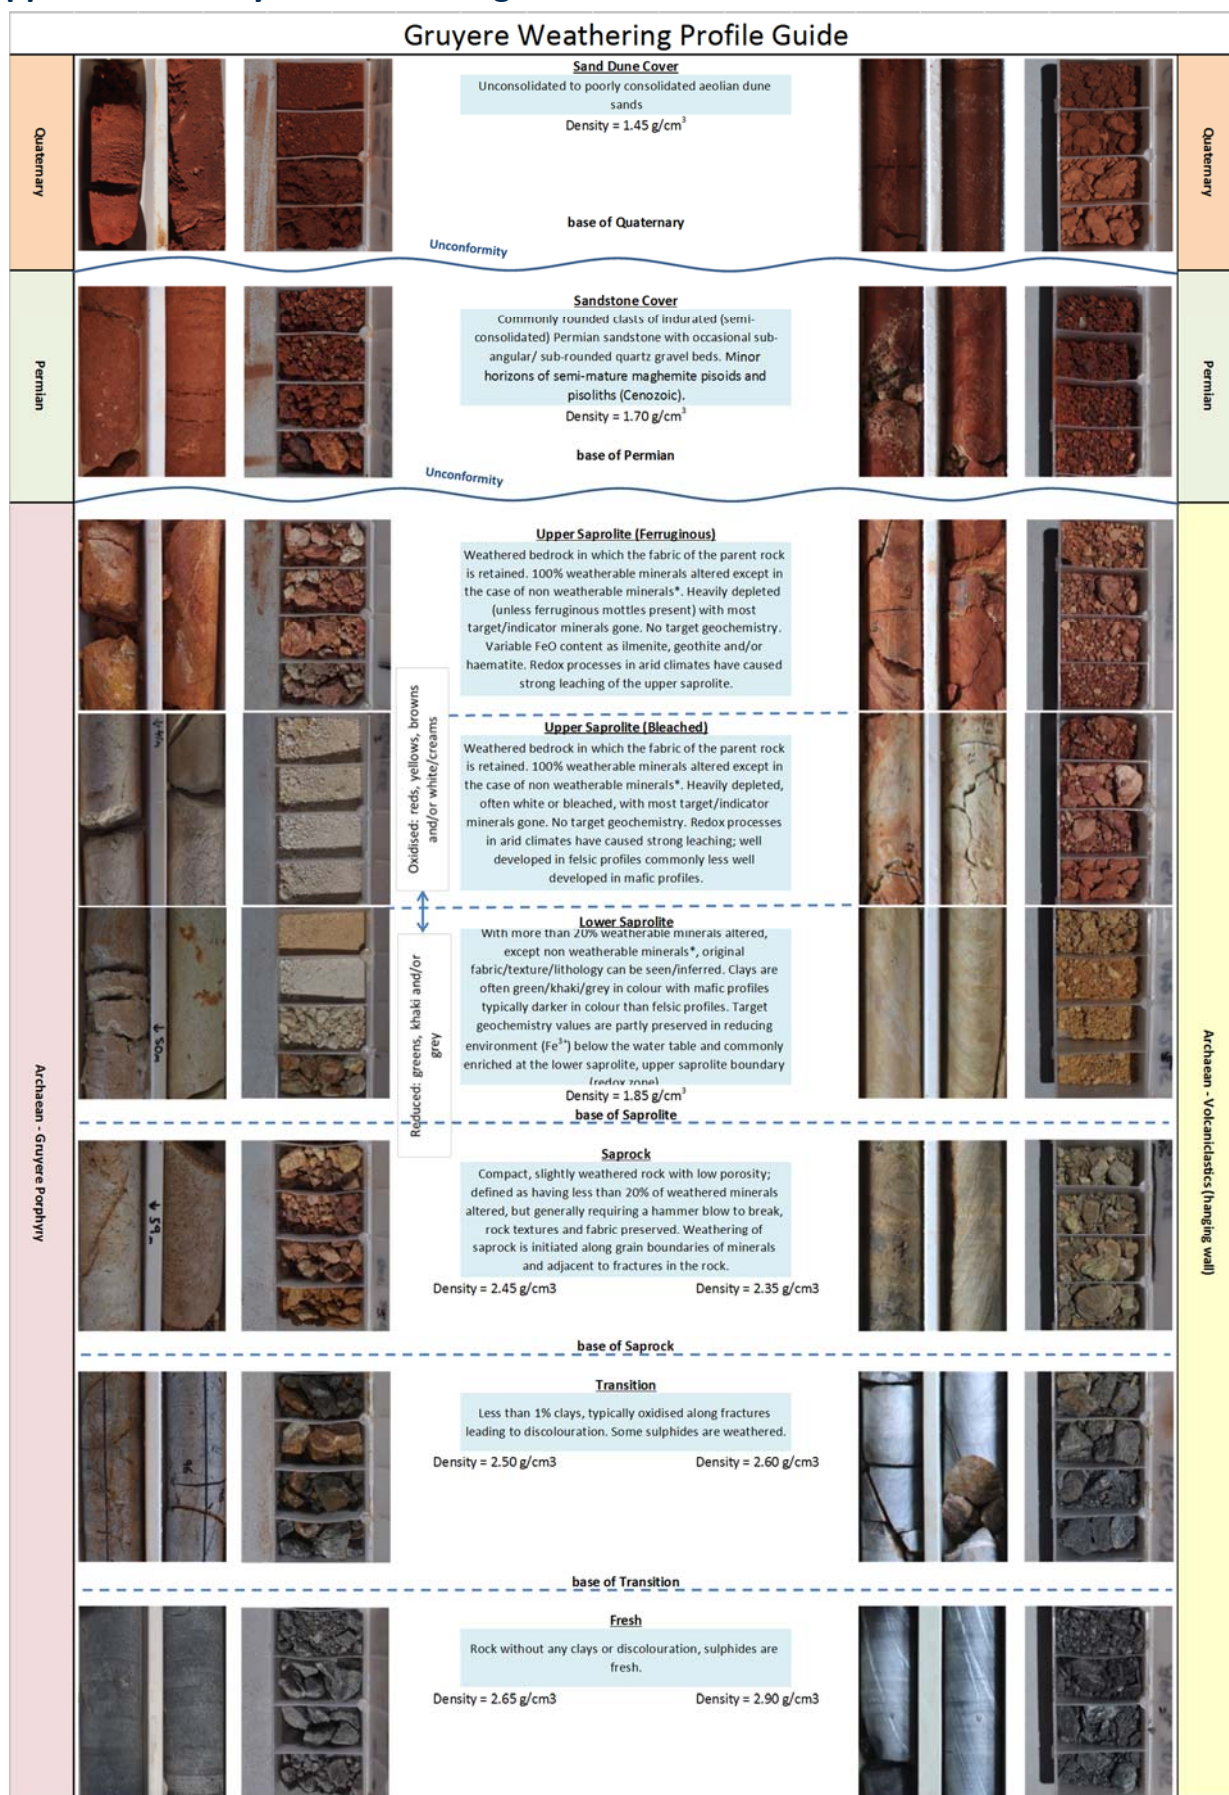 Gruyere Weathering Profile Guide
Quaternary
Sand Dune Cover
Unconsolidated to poorly consolidated aeolian dune
sands
Density = 1.45 g/cm3
base of Quaternary
Unconformity
Quaternary
Permian
Sandstone Cover
Commonly rounded clasts of indurated (semi-
consolidated) Permian sandstone with occasional sub-
angular/ sub-rounded quartz gravel beds. Minor
horizons of semi-mature maghemite pisoids and
pisoliths (Cenozoic).
Density = 1.70 g/cm3
base of Permian
Unconformity
Permian
Archaean - Gruyere Porphyry
Upper Saprolite (Ferruginous)
Weathered bedrock in which the fabric of the parent rock
is retained. 100% weatherable minerals altered except in
the case of non weatherable minerals*. Heavily depleted
(unless ferruginous mottles present) with most
target/indicator minerals gone. No target geochemistry.
Variable FeO content as ilmenite, geothite and/or
haematite. Redox processes in arid climates have caused
strong leaching of the upper saprolite.
Oxidised: reds, yellows, browns
and/or white/creams
Upper Saprolite (Bleached)
Weathered bedrock in which the fabric of the parent rock
is retained. 100% weatherable minerals altered except in
the case of non weatherable minerals*. Heavily depleted,
often white or bleached, with most target/indicator
minerals gone. No target geochemistry. Redox processes
in arid climates have caused strong leaching; well
developed in felsic profiles commonly less well
developed in mafic profiles.
Reduced: greens, khaki and/or
grey
Lower Saprolite
With more than 20% weatherable minerals altered,
except non weatherable minerals*, original
fabric/texture/lithology can be seen/inferred. Clays are
often green/khaki/grey in colour with mafic profiles
typically darker in colour than felsic profiles. Target
geochemistry values are partly preserved in reducing
environment (Fe3+) below the water table and commonly
enriched at the lower saprolite, upper saprolite boundary
(redox zone)
Density = 1.85 g/cm3
base of Saprolite
50m
Saprock
Compact, slightly weathered rock with low porosity;
defined as having less than 20% of weathered minerals
altered, but generally requiring a hammer blow to break,
rock textures and fabric preserved. Weathering of
saprock is initiated along grain boundaries of minerals
and adjacent to fractures in the rock.
Density = 2.45 g/cm3 Density = 2.35 g/cm3
59m
base of Saprock
Transition
Less than 1% clays, typically oxidised along fractures
leading to discolouration. Some sulphides are weathered.
Density = 2.50 g/cm3 Density = 2.60 g/cm3
base of Transition
Fresh
Rock without any clays or discolouration, sulphides are
fresh.
Density = 2.65 g/cm3 Density = 2.90 g/cm3
Archaean - Volcaniclastics (hanging wall)